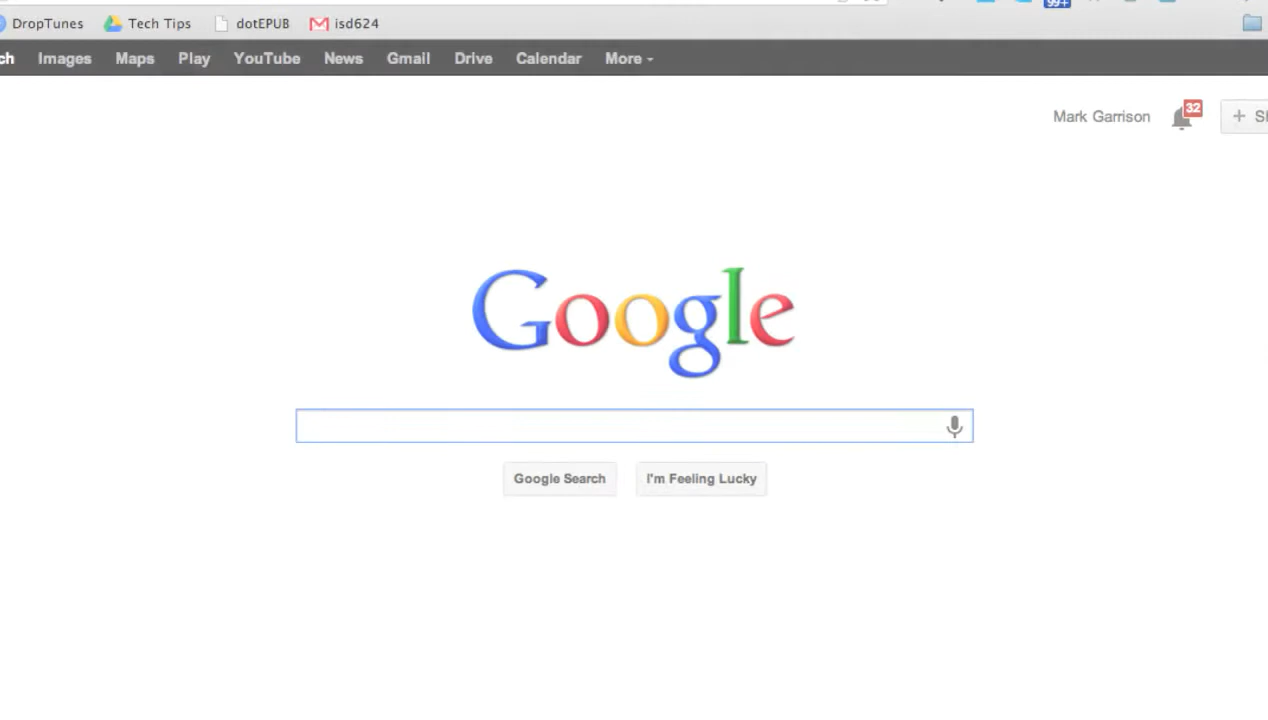 99+
DropTunes Tech Tips dotEPUB isd624
ch Images Maps Play YouTube News Gmail Drive Calendar More
Mark Garrison 32 + Sh
Google
Google Search I'm Feeling Lucky